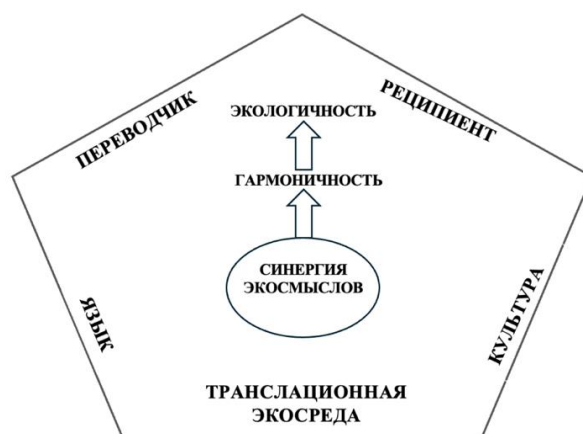 ПЕРЕВОДЧИК
РЕЦИПИЕНТ
ЭКОЛОГИЧНОСТЬ
ГАРМОНИЧНОСТЬ
СИНЕРГИЯ
ЭКОСМЫСЛОВ
ЯЗЫК
КУЛЬТУРА
ТРАНСЛАЦИОННАЯ
ЭКОСРЕДА